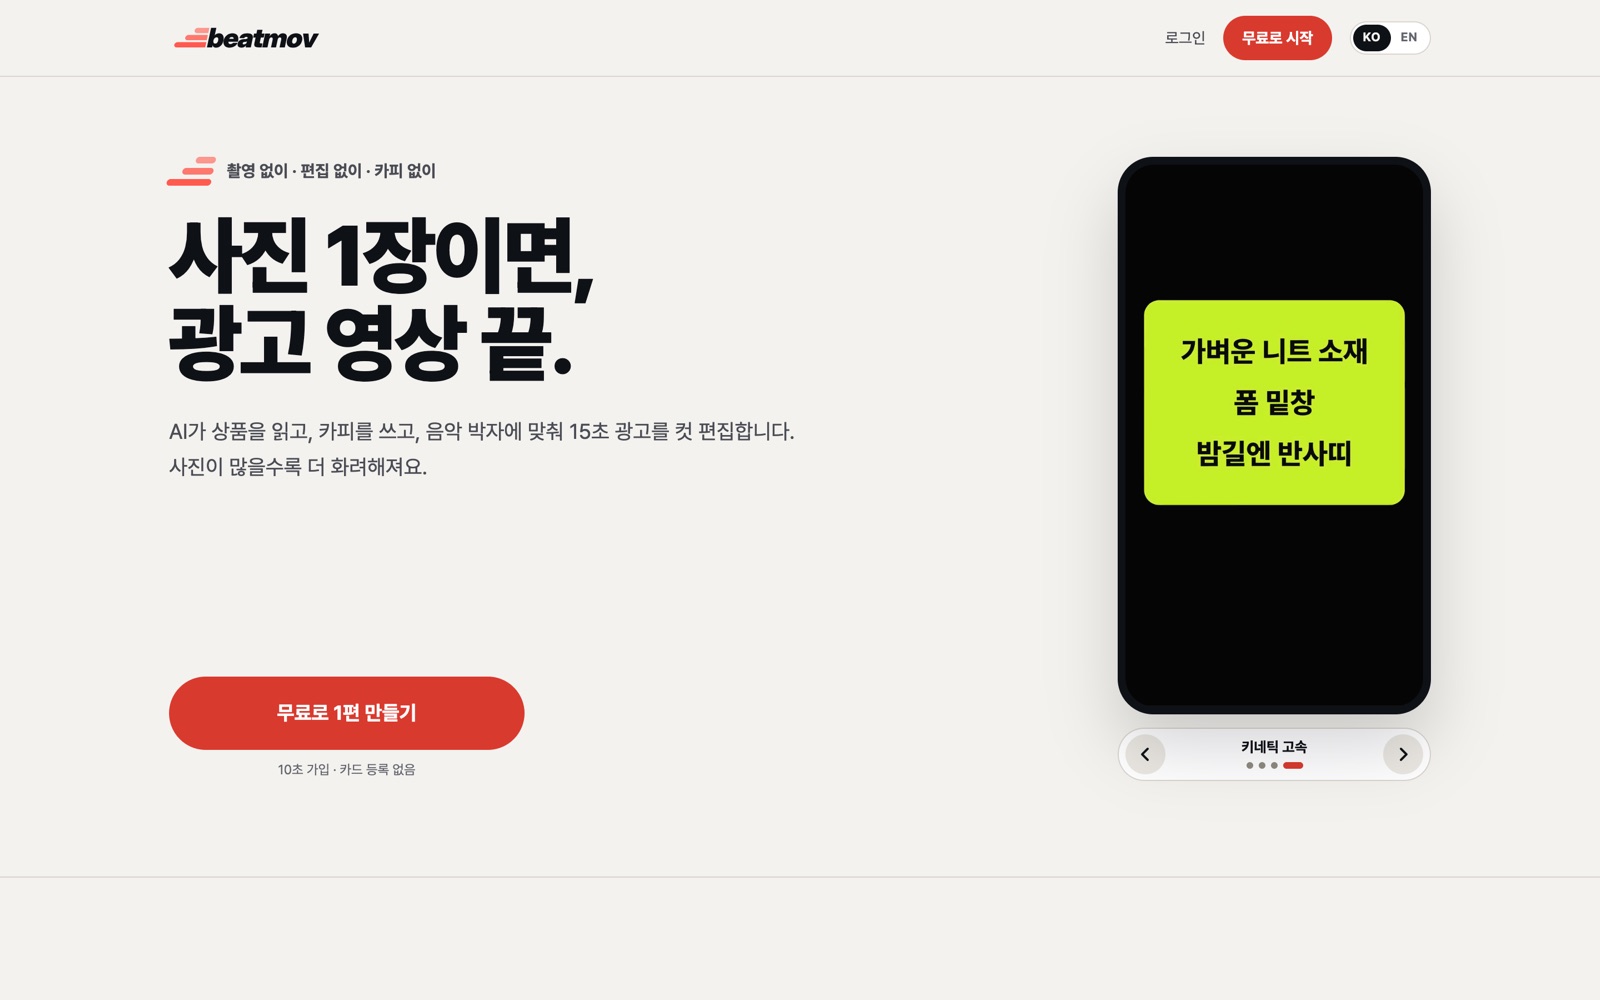 beatmov
로그인
무료로 시작
KO
EN
촬영 없이 · 편집 없이 · 카피 없이
사진 1장이면,
광고 영상 끝.
AI가 상품을 읽고, 카피를 쓰고, 음악 박자에 맞춰 15초 광고를 컷 편집합니다.
사진이 많을수록 더 화려해져요.
무료로 1편 만들기
10초 가입 · 카드 등록 없음
가벼운 니트 소재
폼 밑창
밤길엔 반사띠
키네틱 고속